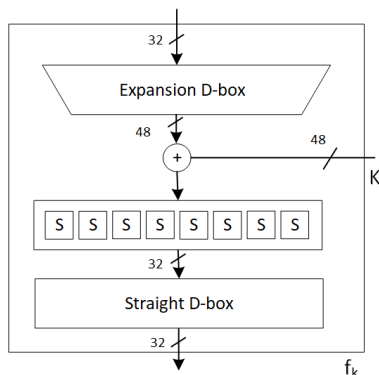 32
Expansion D-box
48
48
+
K
S S S S S S S S
32
Straight D-box
32
fk